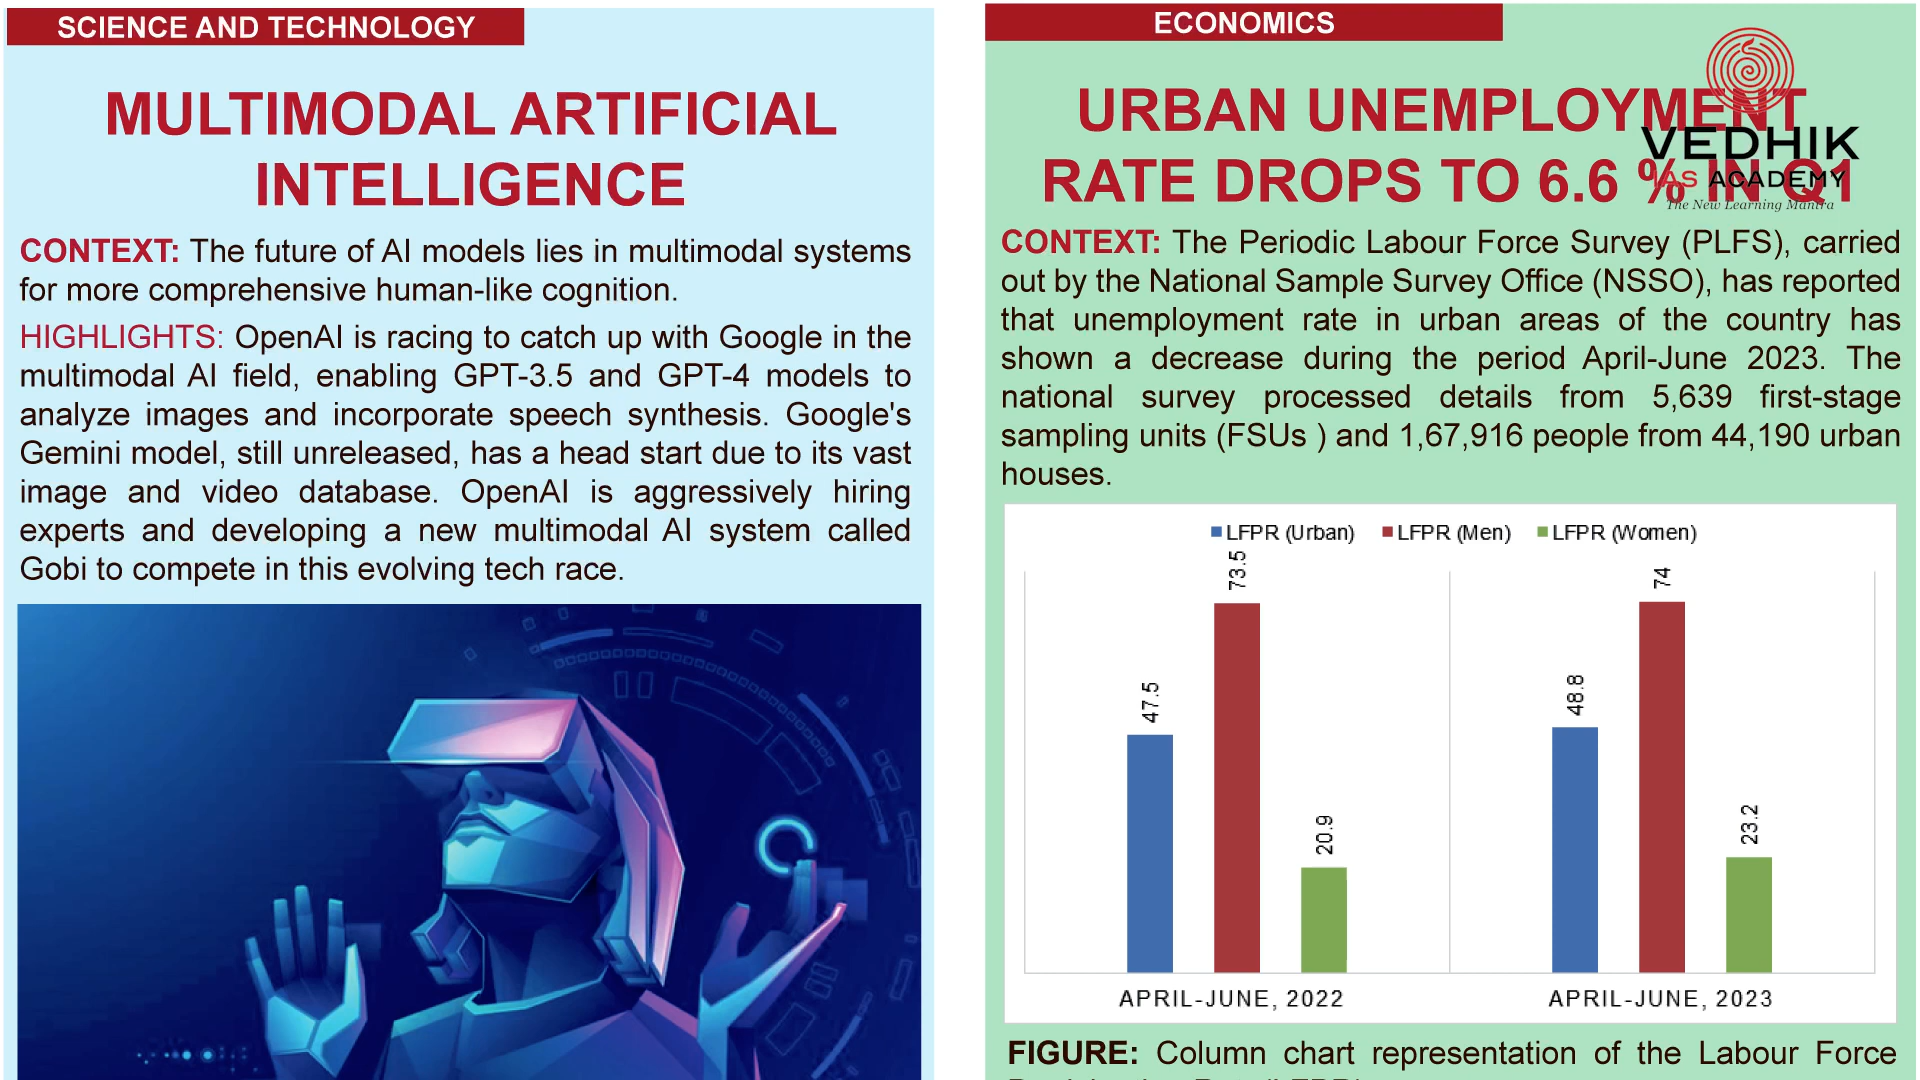 SCIENCE AND TECHNOLOGY
MULTIMODAL ARTIFICIAL
INTELLIGENCE
CONTEXT: The future of AI models lies in multimodal systems
for more comprehensive human-like cognition.
HIGHLIGHTS: OpenAI is racing to catch up with Google in the
multimodal AI field, enabling GPT-3.5 and GPT-4 models to
analyze images and incorporate speech synthesis. Google's
Gemini model, still unreleased, has a head start due to its vast
image and video database. OpenAI is aggressively hiring
experts and developing a new multimodal AI system called
Gobi to compete in this evolving tech race.
ECONOMICS
URBAN UNEMPLOYMENT
RATE DROPS TO 6.6 % IN Q1
VEDHIK
IAS ACADEMY
The New Learning Mantra
CONTEXT: The Periodic Labour Force Survey (PLFS), carried
out by the National Sample Survey Office (NSSO), has reported
that unemployment rate in urban areas of the country has
shown a decrease during the period April-June 2023. The
national survey processed details from 5,639 first-stage
sampling units (FSUs ) and 1,67,916 people from 44,190 urban
houses.
LFPR (Urban) LFPR (Men) LFPR (Women)
47.5 73.5 20.9 48.8 74 23.2
APRIL-JUNE, 2022 APRIL-JUNE, 2023
FIGURE: Column chart representation of the Labour Force